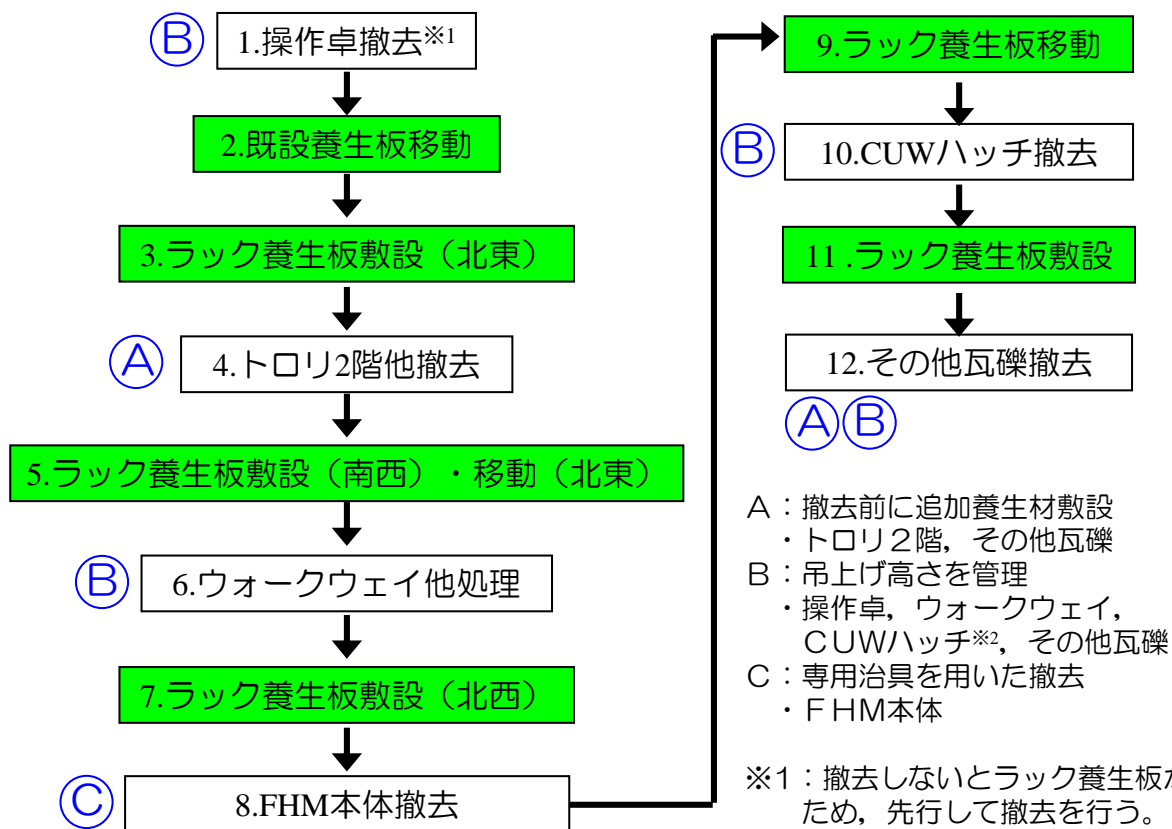 Ⓑ 1.操作卓撤去※1
2.既設養生板移動
3.ラック養生板敷設（北東）
Ⓐ 4.トロリ2階他撤去
5.ラック養生板敷設（南西）・移動（北東）
Ⓑ 6.ウォークウェイ他処理
7.ラック養生板敷設（北西）
Ⓒ 8.FHM本体撤去
9.ラック養生板移動
Ⓑ 10.CUWハッチ撤去
11.ラック養生板敷設
12.その他瓦礫撤去
ⒶⒷ
A：撤去前に追加養生材敷設
・トロリ２階，その他瓦礫
B：吊上げ高さを管理
・操作卓，ウォークウェイ，
ＣＵＷハッチ※2，その他瓦礫
C：専用治具を用いた撤去
・ＦＨＭ本体
※1：撤去しないとラック養生板が
ため，先行して撤去を行う。